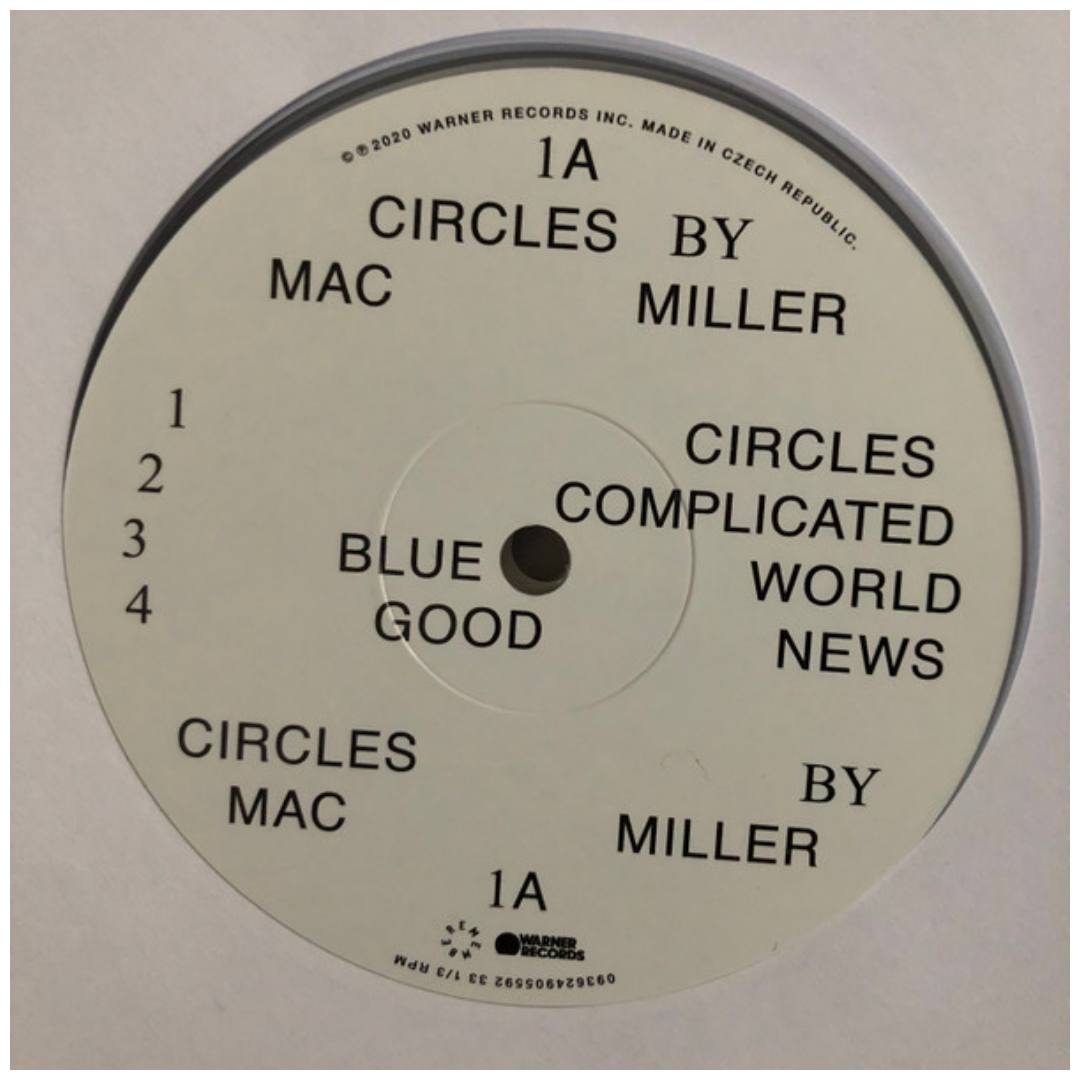 ©℗2020 WARNER RECORDS INC. MADE IN CZECH REPUBLIC.
1A
CIRCLES BY
MAC MILLER
1 CIRCLES
2 COMPLICATED
3 BLUE WORLD
4 GOOD NEWS
CIRCLES BY
MAC MILLER
1A
REMEMBER
WARNER
RECORDS
093624905592 33 1/3 RPM